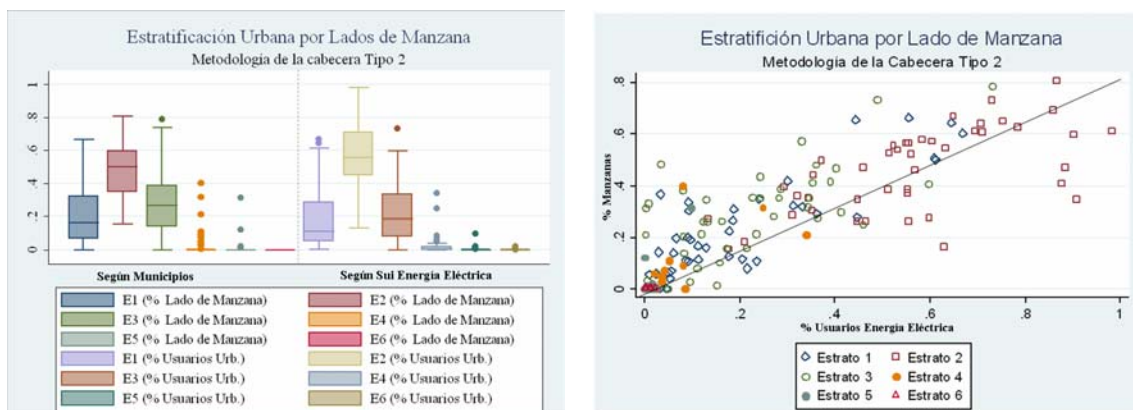 Estratificación Urbana por Lados de Manzana
Metodología de la cabecera Tipo 2
1
.8
.6
.4
.2
0
Según Municipios
Según Sui Energía Eléctrica
E1 (% Lado de Manzana)
E2 (% Lado de Manzana)
E3 (% Lado de Manzana)
E4 (% Lado de Manzana)
E5 (% Lado de Manzana)
E6 (% Lado de Manzana)
E1 (% Usuarios Urb.)
E2 (% Usuarios Urb.)
E3 (% Usuarios Urb.)
E4 (% Usuarios Urb.)
E5 (% Usuarios Urb.)
E6 (% Usuarios Urb.)
Estratifición Urbana por Lado de Manzana
Metodología de la Cabecera Tipo 2
% Manzanas
.8
.6
.4
.2
0
0
.2
.4
.6
.8
1
% Usuarios Energía Eléctrica
Estrato 1
Estrato 2
Estrato 3
Estrato 4
Estrato 5
Estrato 6